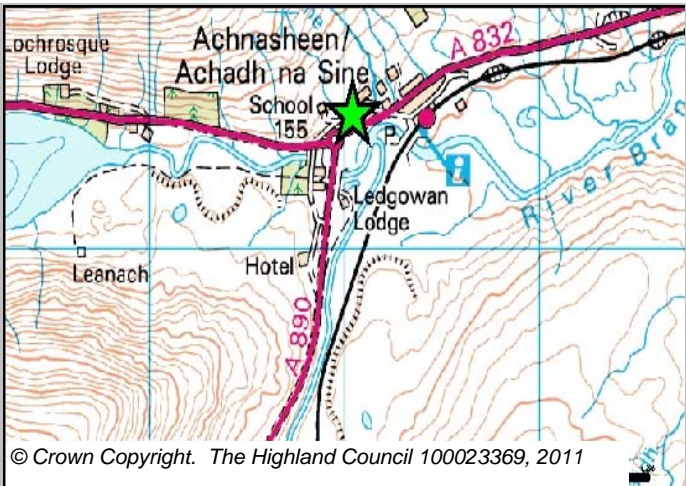 Achnasheen/
Achadh na Sine
Lochrosque
Lodge
A 832
School
155
P
i
River Bran
Ledgowan
Lodge
Hotel
Leanach
A 890
© Crown Copyright. The Highland Council 100023369, 2011